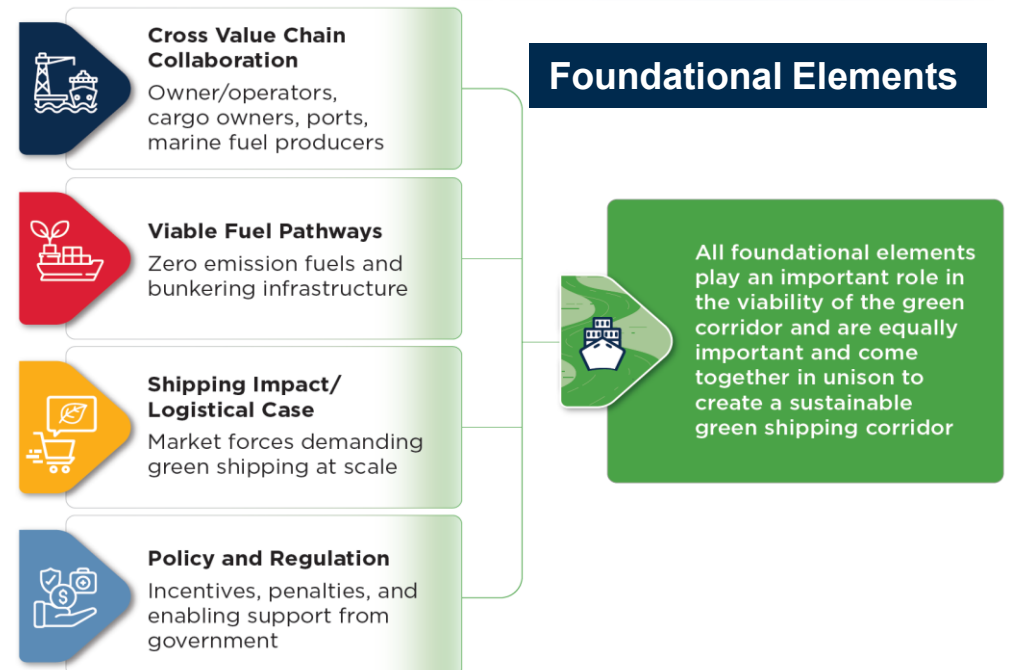 Foundational Elements
Cross Value Chain
Collaboration
Owner/operators,
cargo owners, ports,
marine fuel producers
Viable Fuel Pathways
Zero emission fuels and
bunkering infrastructure
Shipping Impact/
Logistical Case
Market forces demanding
green shipping at scale
Policy and Regulation
Incentives, penalties, and
enabling support from
government
$
All foundational elements
play an important role in
the viability of the green
corridor and are equally
important and come
together in unison to
create a sustainable
green shipping corridor